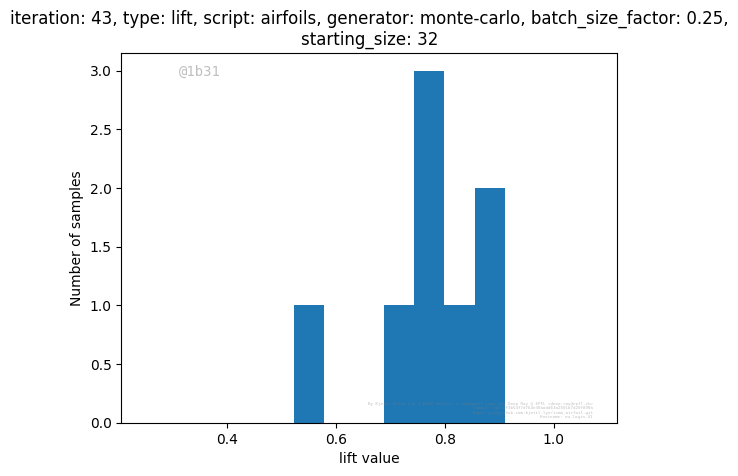 iteration: 43, type: lift, script: airfoils, generator: monte-carlo, batch_size_factor: 0.25,
starting_size: 32
@1b31
3.0
2.5
2.0
1.5
1.0
0.5
0.0
Number of samples
0.4 0.6 0.8 1.0
lift value